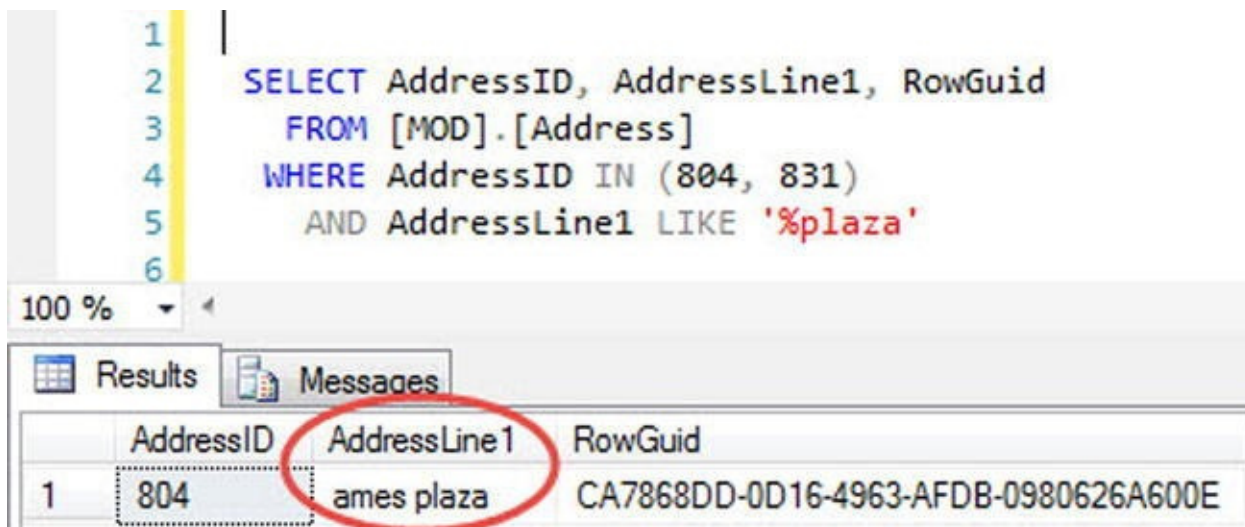 1
2 SELECT AddressID, AddressLine1, RowGuid
3 FROM [MOD].[Address]
4 WHERE AddressID IN (804, 831)
5 AND AddressLine1 LIKE '%plaza'
6
100 %
Results Messages
AddressID AddressLine1 RowGuid
1 804 ames plaza CA7868DD-0D16-4963-AFDB-0980626A600E